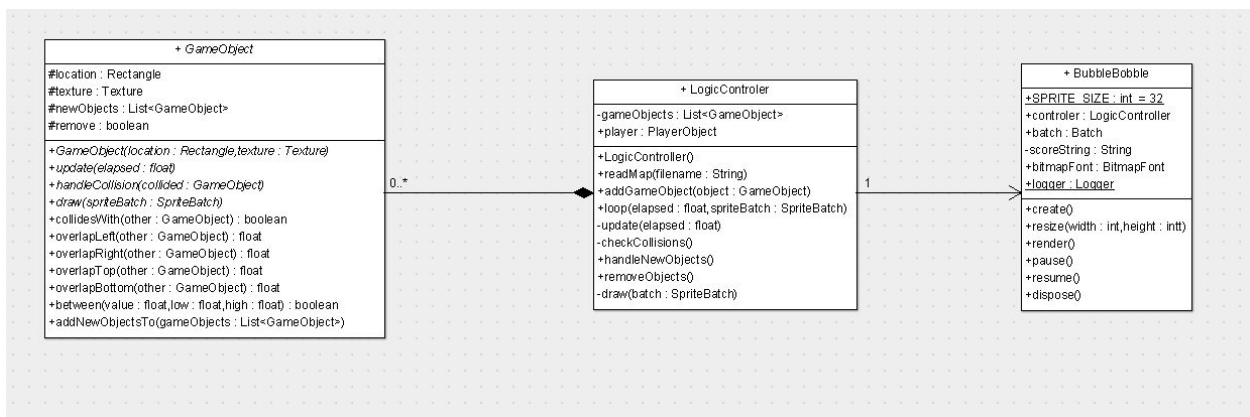 + GameObject
#location : Rectangle
#texture : Texture
#newObjects : List<GameObject>
#remove : boolean
+GameObject(location : Rectangle,texture : Texture)
+update(elapsed : float)
+handleCollision(collided : GameObject)
+draw(spriteBatch : SpriteBatch)
+collidesWith(other : GameObject) : boolean
+overlapLeft(other : GameObject) : float
+overlapRight(other : GameObject) : float
+overlapTop(other : GameObject) : float
+overlapBottom(other : GameObject) : float
+between(value : float,low : float,high : float) : boolean
+addNewObjectsTo(gameObjects : List<GameObject>)
0..*
+ LogicControler
-gameObjects : List<GameObject>
+player : PlayerObject
+LogicController()
+readMap(filename : String)
+addGameObject(object : GameObject)
+loop(elapsed : float,spriteBatch : SpriteBatch)
-update(elapsed : float)
-checkCollisions()
+handleNewObjects()
+removeObjects()
-draw(batch : SpriteBatch)
1
+ BubbleBobble
+SPRITE_SIZE : int = 32
+controler : LogicController
+batch : Batch
-scoreString : String
+bitmapFont : BitmapFont
+logger : Logger
+create()
+resize(width : int,height : intt)
+render()
+pause()
+resume()
+dispose()